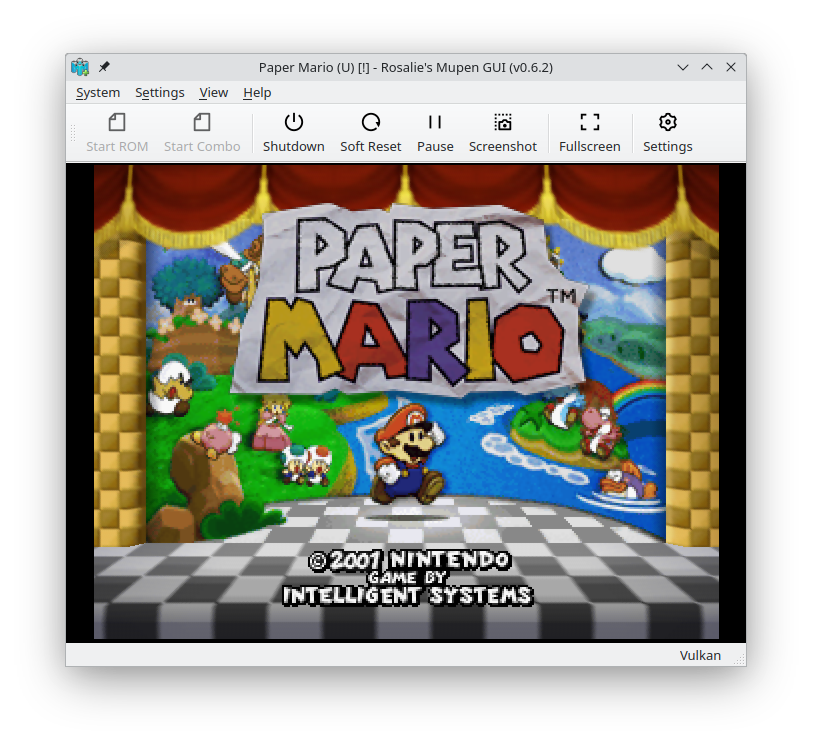 Paper Mario (U) [!] - Rosalie's Mupen GUI (v0.6.2)
System Settings View Help
Start ROM Start Combo Shutdown Soft Reset Pause Screenshot Fullscreen Settings
PAPER
MARIO™
© 2001 NINTENDO
GAME BY
INTELLIGENT SYSTEMS
Vulkan